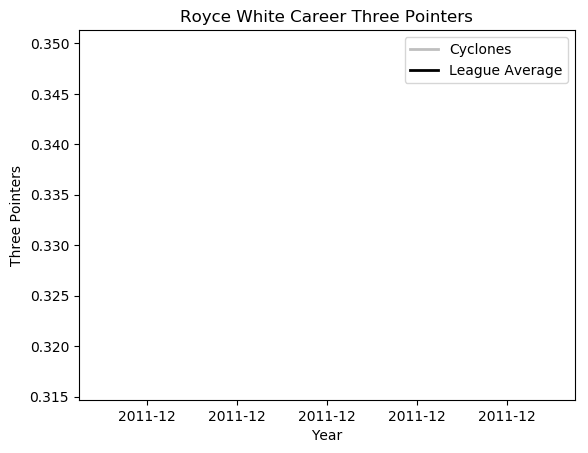 Royce White Career Three Pointers
Cyclones
League Average
0.350
0.345
0.340
0.335
0.330
0.325
0.320
0.315
Three Pointers
2011-12 2011-12 2011-12 2011-12 2011-12
Year